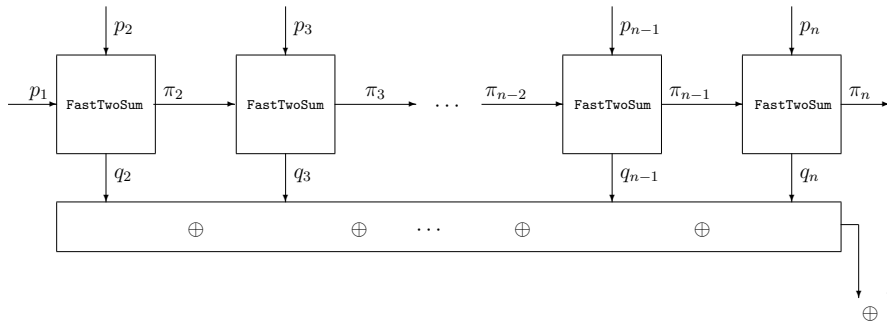 p₂ p₃ pₙ₋₁ pₙ
p₁ FastTwoSum π₂ FastTwoSum π₃ ··· πₙ₋₂ FastTwoSum πₙ₋₁ FastTwoSum πₙ
q₂ q₃ qₙ₋₁ qₙ
⊕ ⊕ ··· ⊕ ⊕
⊕